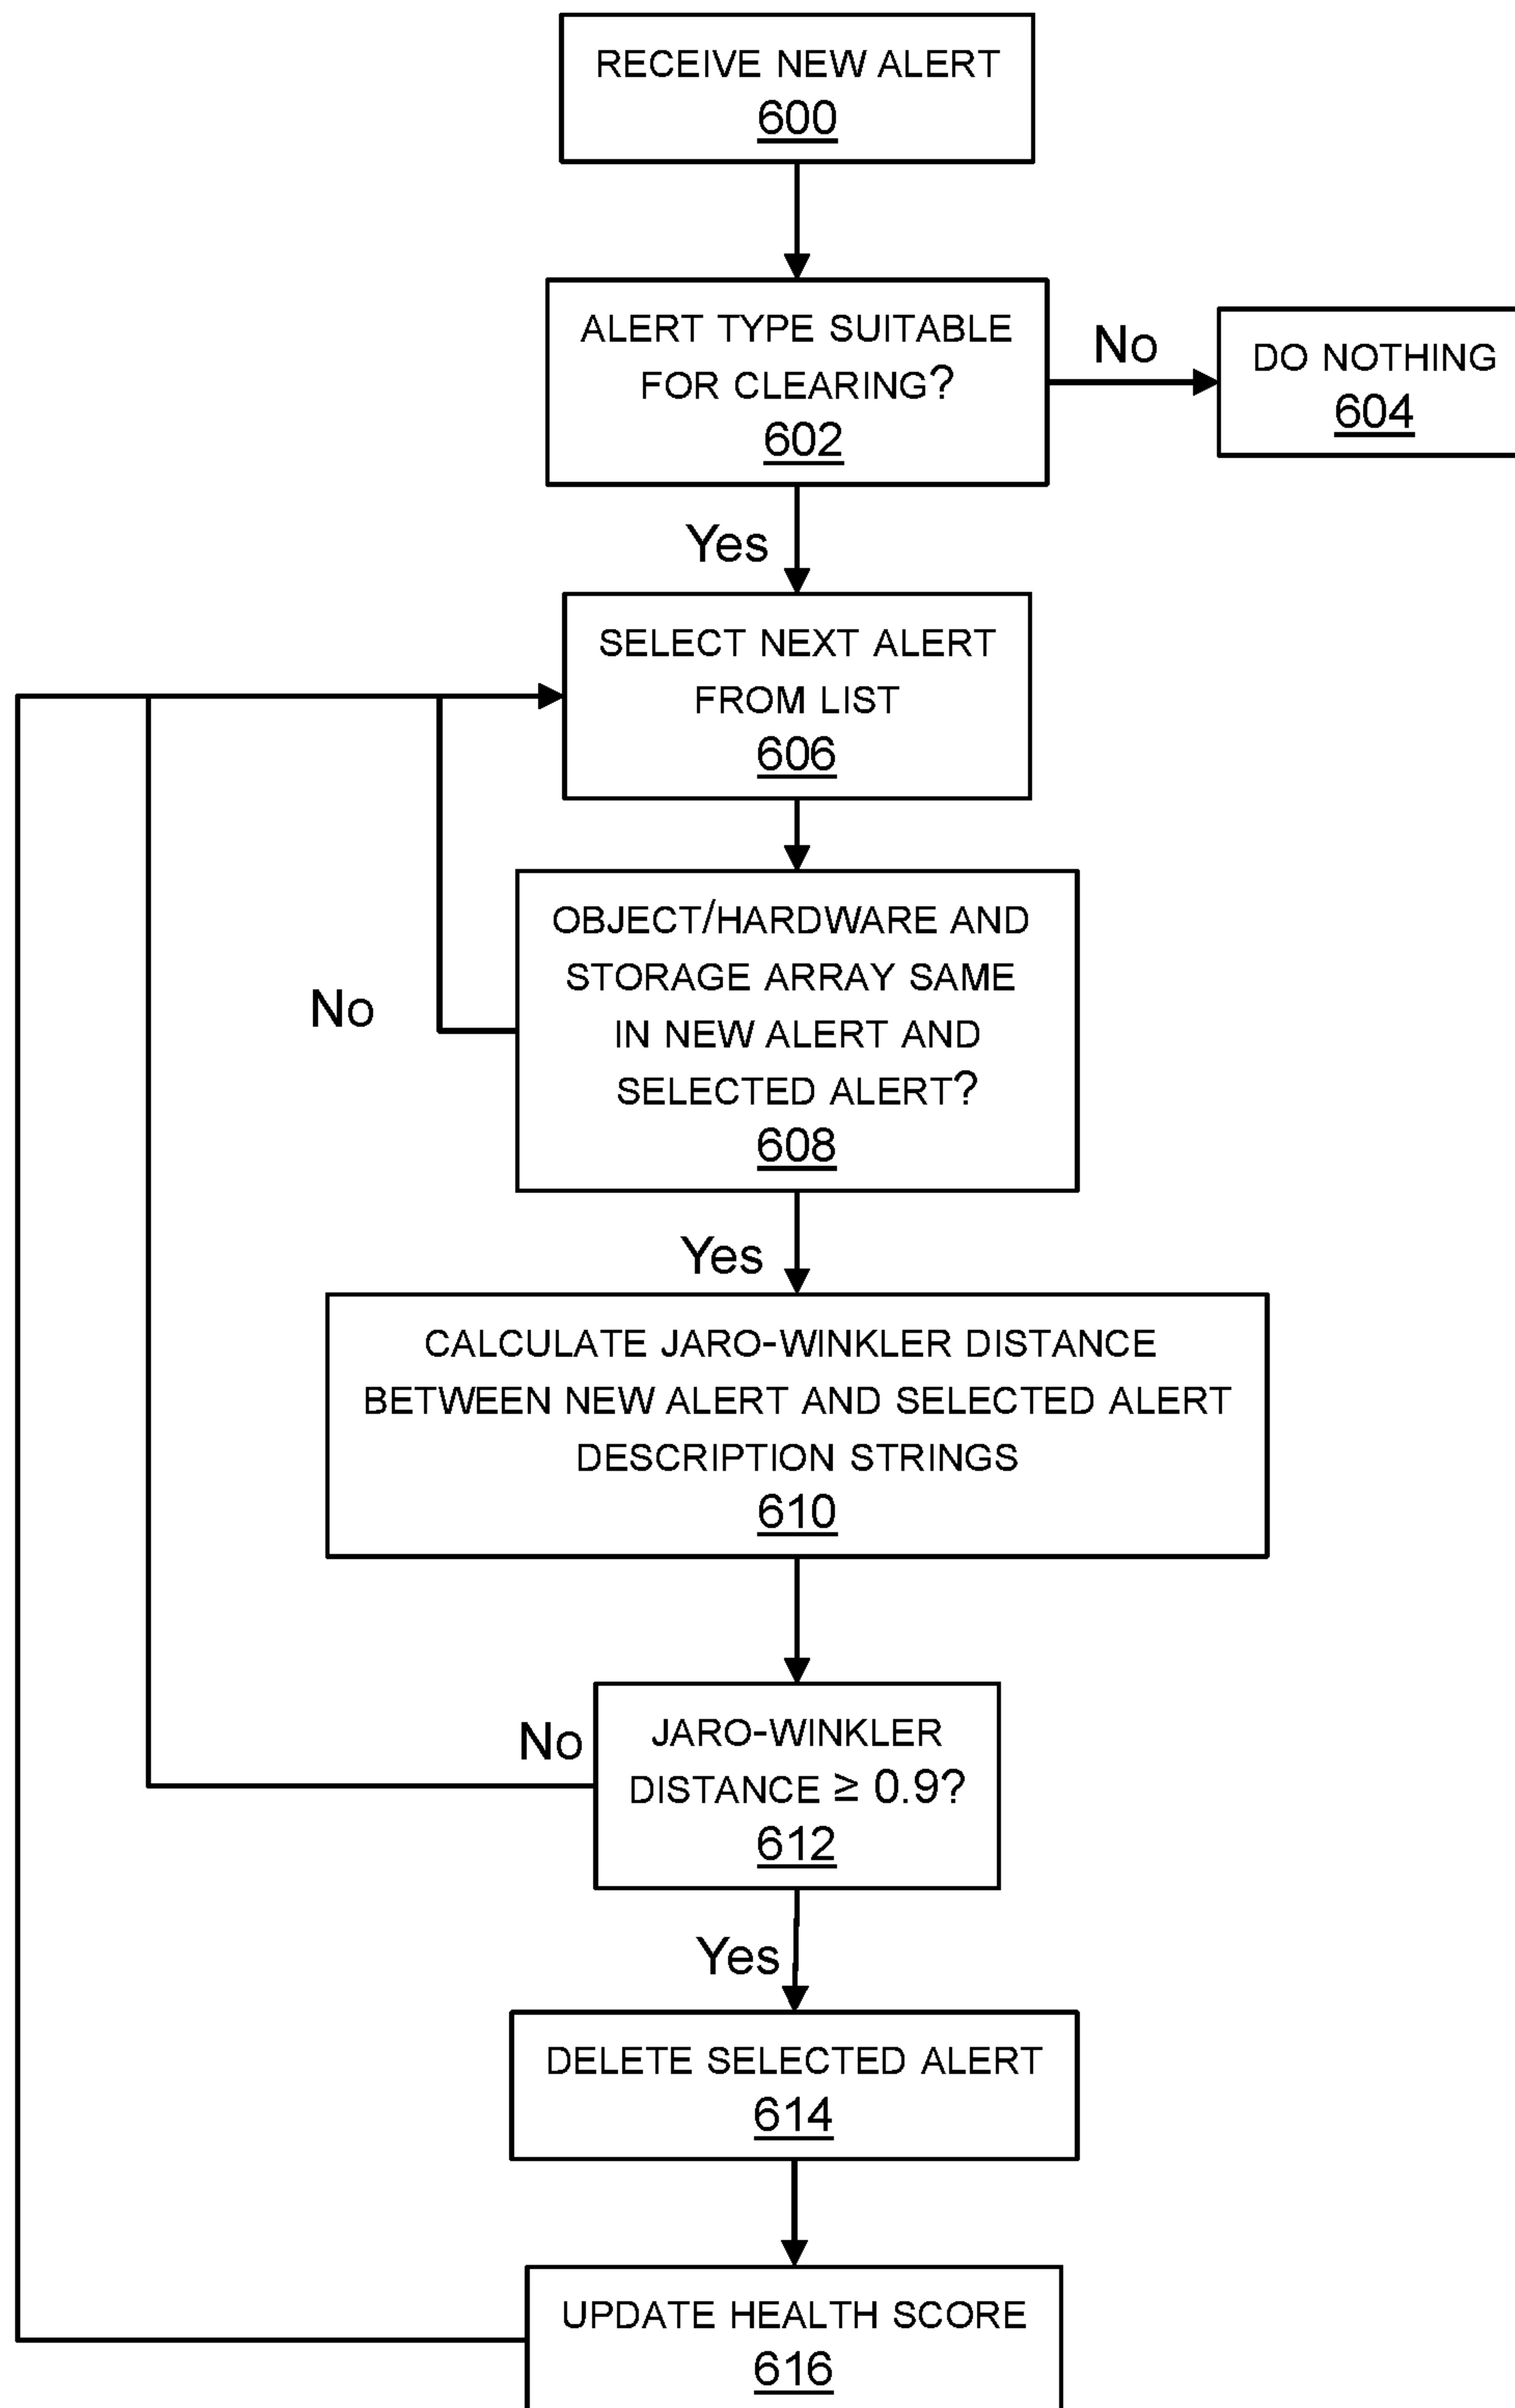 RECEIVE NEW ALERT
600
ALERT TYPE SUITABLE
FOR CLEARING?
602
No
DO NOTHING
604
Yes
SELECT NEXT ALERT
FROM LIST
606
OBJECT/HARDWARE AND
STORAGE ARRAY SAME
IN NEW ALERT AND
SELECTED ALERT?
608
No
Yes
CALCULATE JARO-WINKLER DISTANCE
BETWEEN NEW ALERT AND SELECTED ALERT
DESCRIPTION STRINGS
610
JARO-WINKLER
DISTANCE ≥ 0.9?
612
No
Yes
DELETE SELECTED ALERT
614
UPDATE HEALTH SCORE
616